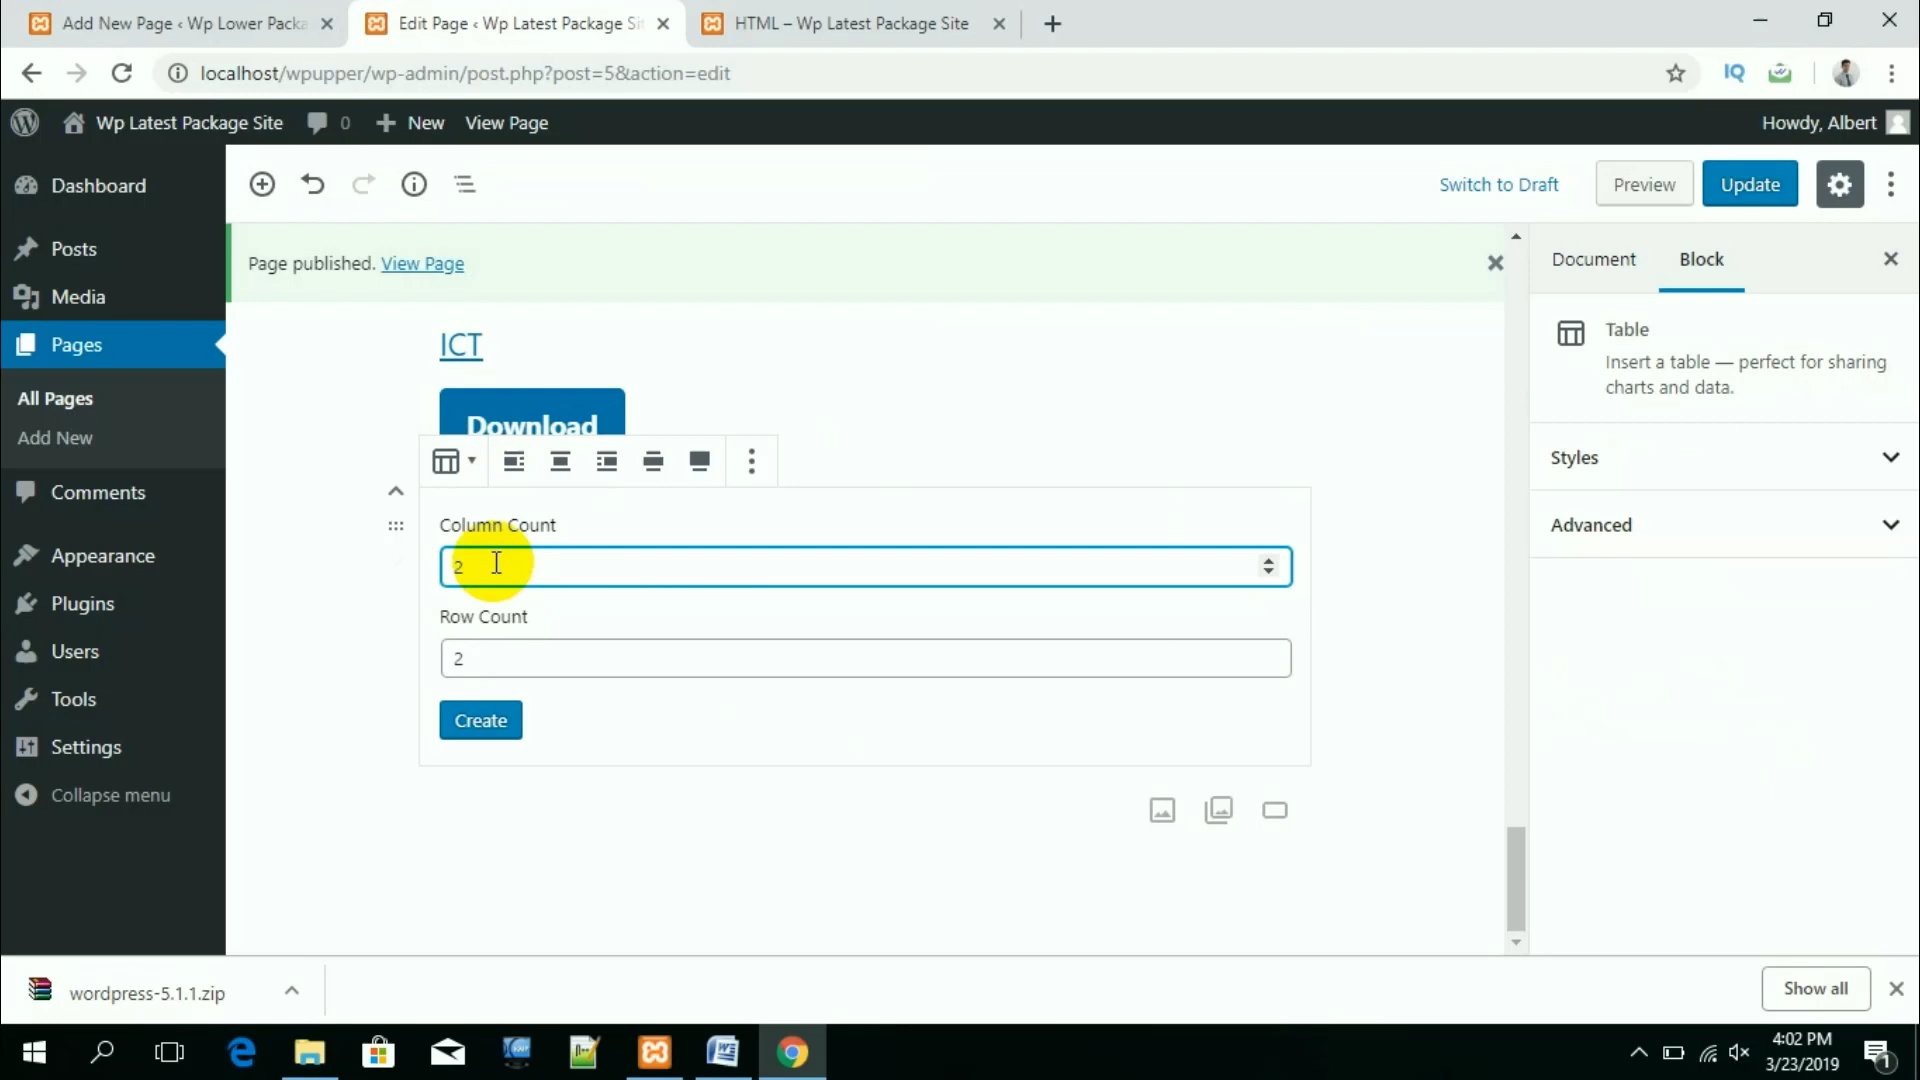 Add New Page ‹ Wp Lower Packa
Edit Page ‹ Wp Latest Package Sit
HTML – Wp Latest Package Site
localhost/wpupper/wp-admin/post.php?post=5&action=edit
IQ
Wp Latest Package Site
0
New
View Page
Howdy, Albert
Dashboard
Posts
Media
Pages
All Pages
Add New
Comments
Appearance
Plugins
Users
Tools
Settings
Collapse menu
Switch to Draft
Preview
Update
Page published. View Page
ICT
Download
Column Count
2
Row Count
2
Create
Document
Block
Table
Insert a table — perfect for sharing
charts and data.
Styles
Advanced
wordpress-5.1.1.zip
Show all
4:02 PM
3/23/2019
1